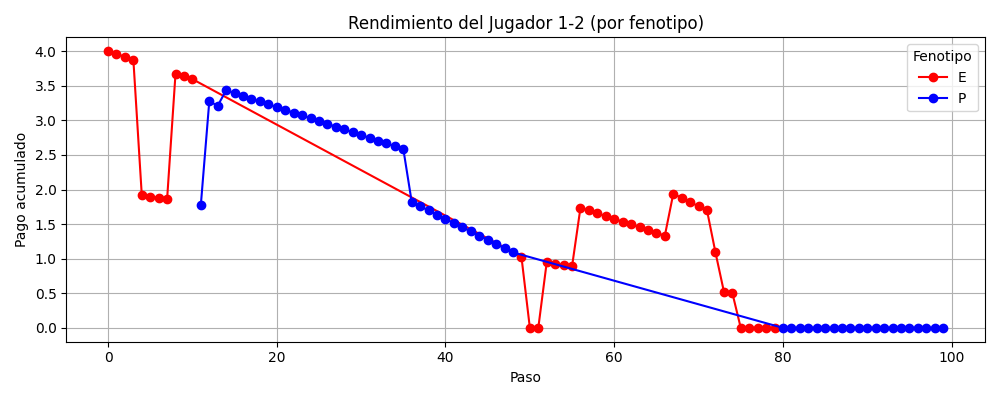 Rendimiento del Jugador 1-2 (por fenotipo)
Pago acumulado
4.0
3.5
3.0
2.5
2.0
1.5
1.0
0.5
0.0
Fenotipo
E
P
0 20 40 60 80 100
Paso